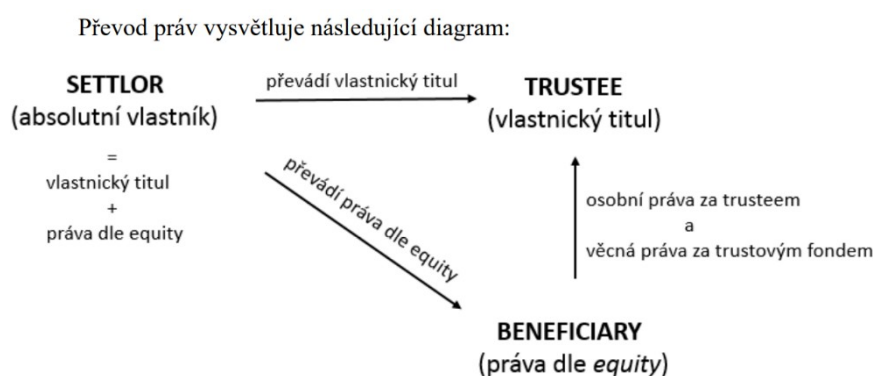 Převod práv vysvětluje následující diagram:
SETTLOR
(absolutní vlastník)
=
vlastnický titul
+
práva dle equity
převádí vlastnický titul
TRUSTEE
(vlastnický titul)
převádí práva dle equity
osobní práva za trusteem
a
věcná práva za trustovým fondem
BENEFICIARY
(práva dle equity)